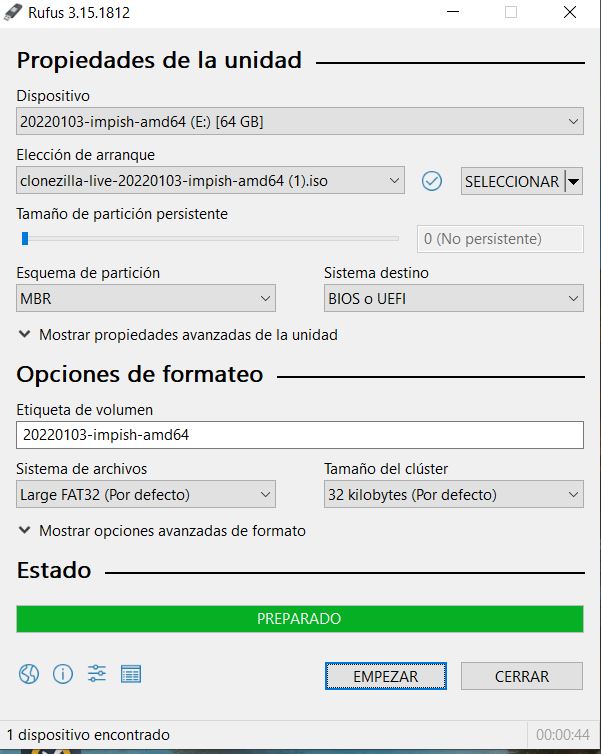 Rufus 3.15.1812
Propiedades de la unidad
Dispositivo
20220103-impish-amd64 (E:) [64 GB]
Elección de arranque
clonezilla-live-20220103-impish-amd64 (1).iso
SELECCIONAR
Tamaño de partición persistente
0 (No persistente)
Esquema de partición
Sistema destino
MBR
BIOS o UEFI
Mostrar propiedades avanzadas de la unidad
Opciones de formateo
Etiqueta de volumen
20220103-impish-amd64
Sistema de archivos
Tamaño del clúster
Large FAT32 (Por defecto)
32 kilobytes (Por defecto)
Mostrar opciones avanzadas de formato
Estado
PREPARADO
EMPEZAR
CERRAR
1 dispositivo encontrado
00:00:44